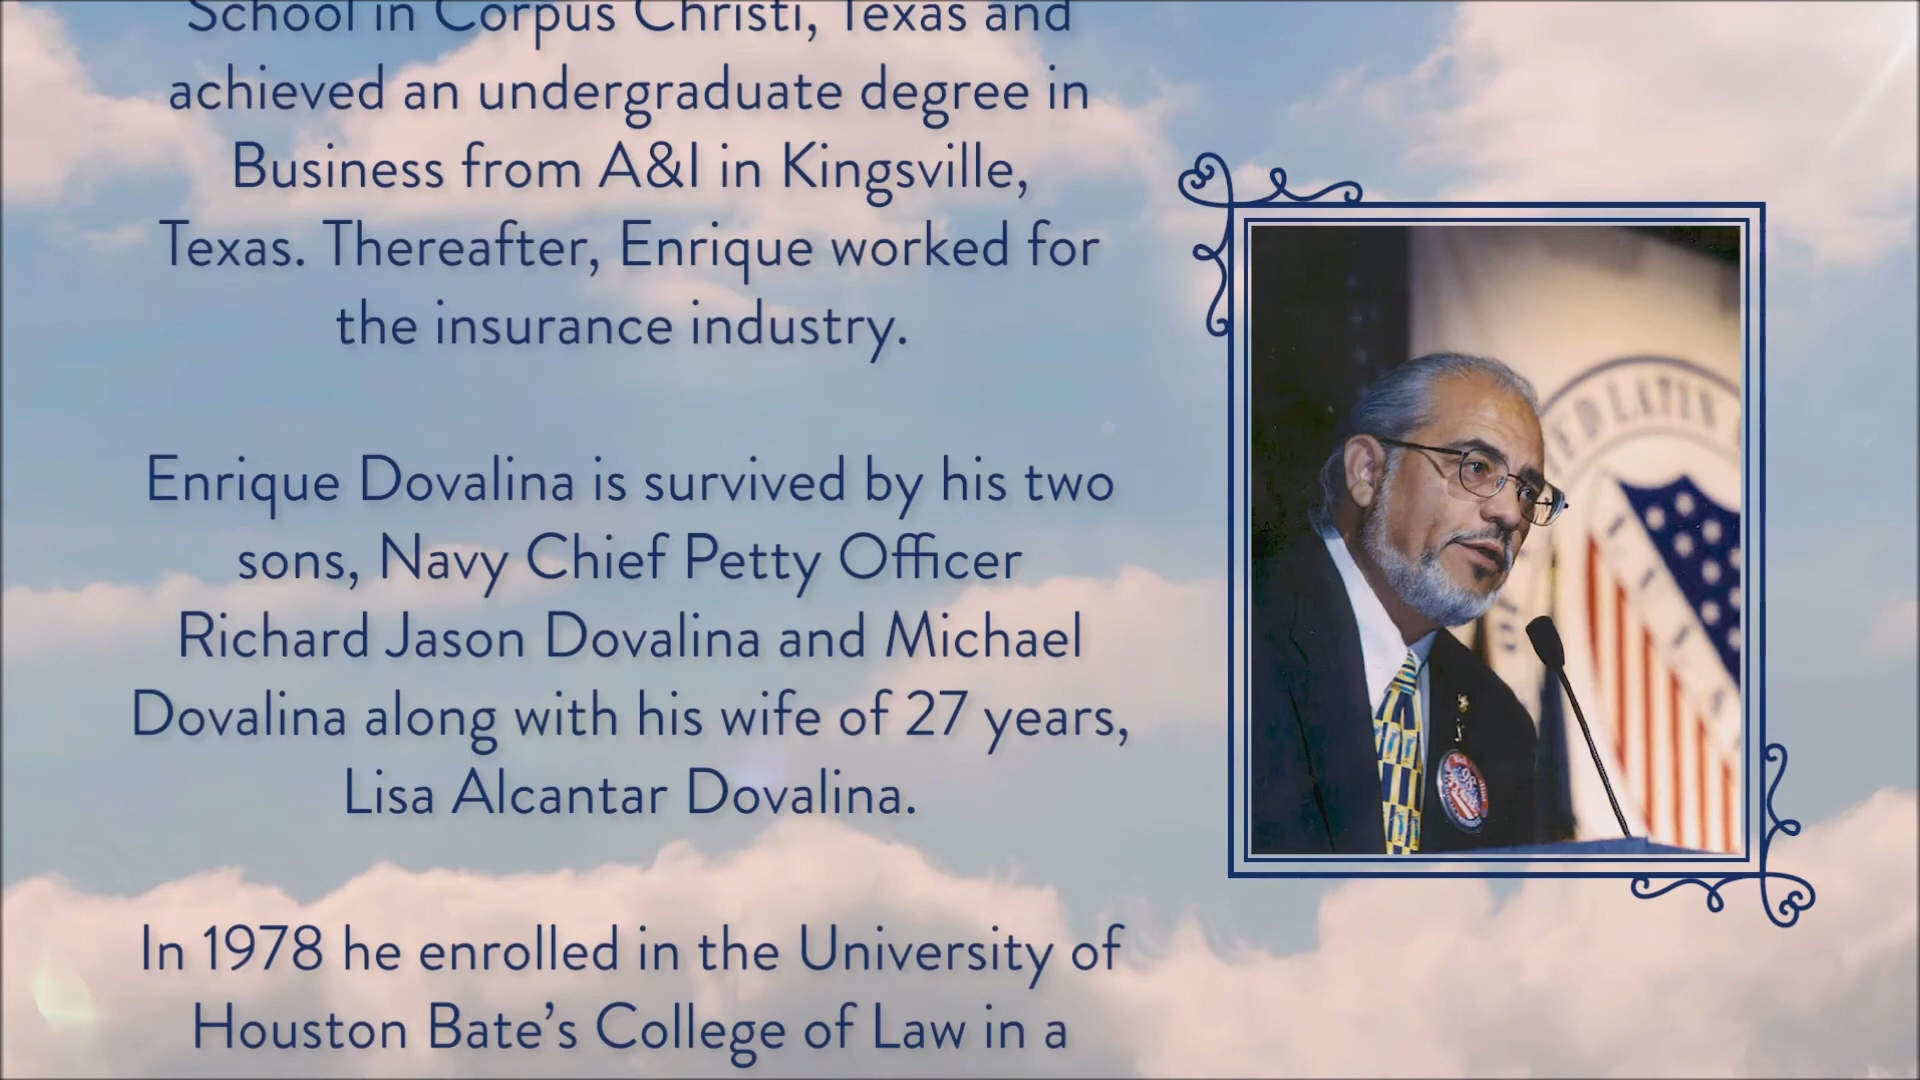 School in Corpus Christi, Texas and
achieved an undergraduate degree in
Business from A&I in Kingsville,
Texas. Thereafter, Enrique worked for
the insurance industry.
Enrique Dovalina is survived by his two
sons, Navy Chief Petty Officer
Richard Jason Dovalina and Michael
Dovalina along with his wife of 27 years,
Lisa Alcantar Dovalina.
In 1978 he enrolled in the University of
Houston Bate's College of Law in a
LATIN